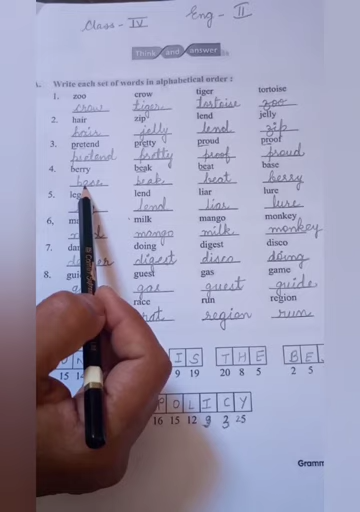 Class - IV Eng - II
Think and answer
Write each set of words in alphabetical order :
1. zoo crow tiger tortoise
crow tiger tortoise zoo
2. hair zip lend jelly
hair jelly lend zip
3. pretend pretty proud proof
pretend pretty proof proud
4. berry beak beat base
base beak beat berry
5. lend liar lure
lend liar lure
6. milk mango monkey
mango milk monkey
7. doing digest disco
digest disco doing
8. guest gas game
gas guest guide
race run region
region run
I S T H E B E
15 9 19 20 8 5 2 5
P O L I C Y
16 15 12 9 3 25
Gramm